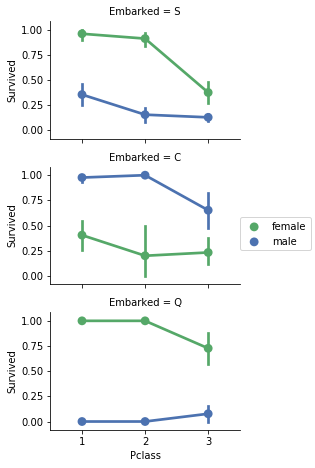 Embarked = S
1.00
0.75
0.50
0.25
0.00
Survived
Embarked = C
1.00
0.75
0.50
0.25
0.00
Survived
female
male
Embarked = Q
1.00
0.75
0.50
0.25
0.00
Survived
1 2 3
Pclass